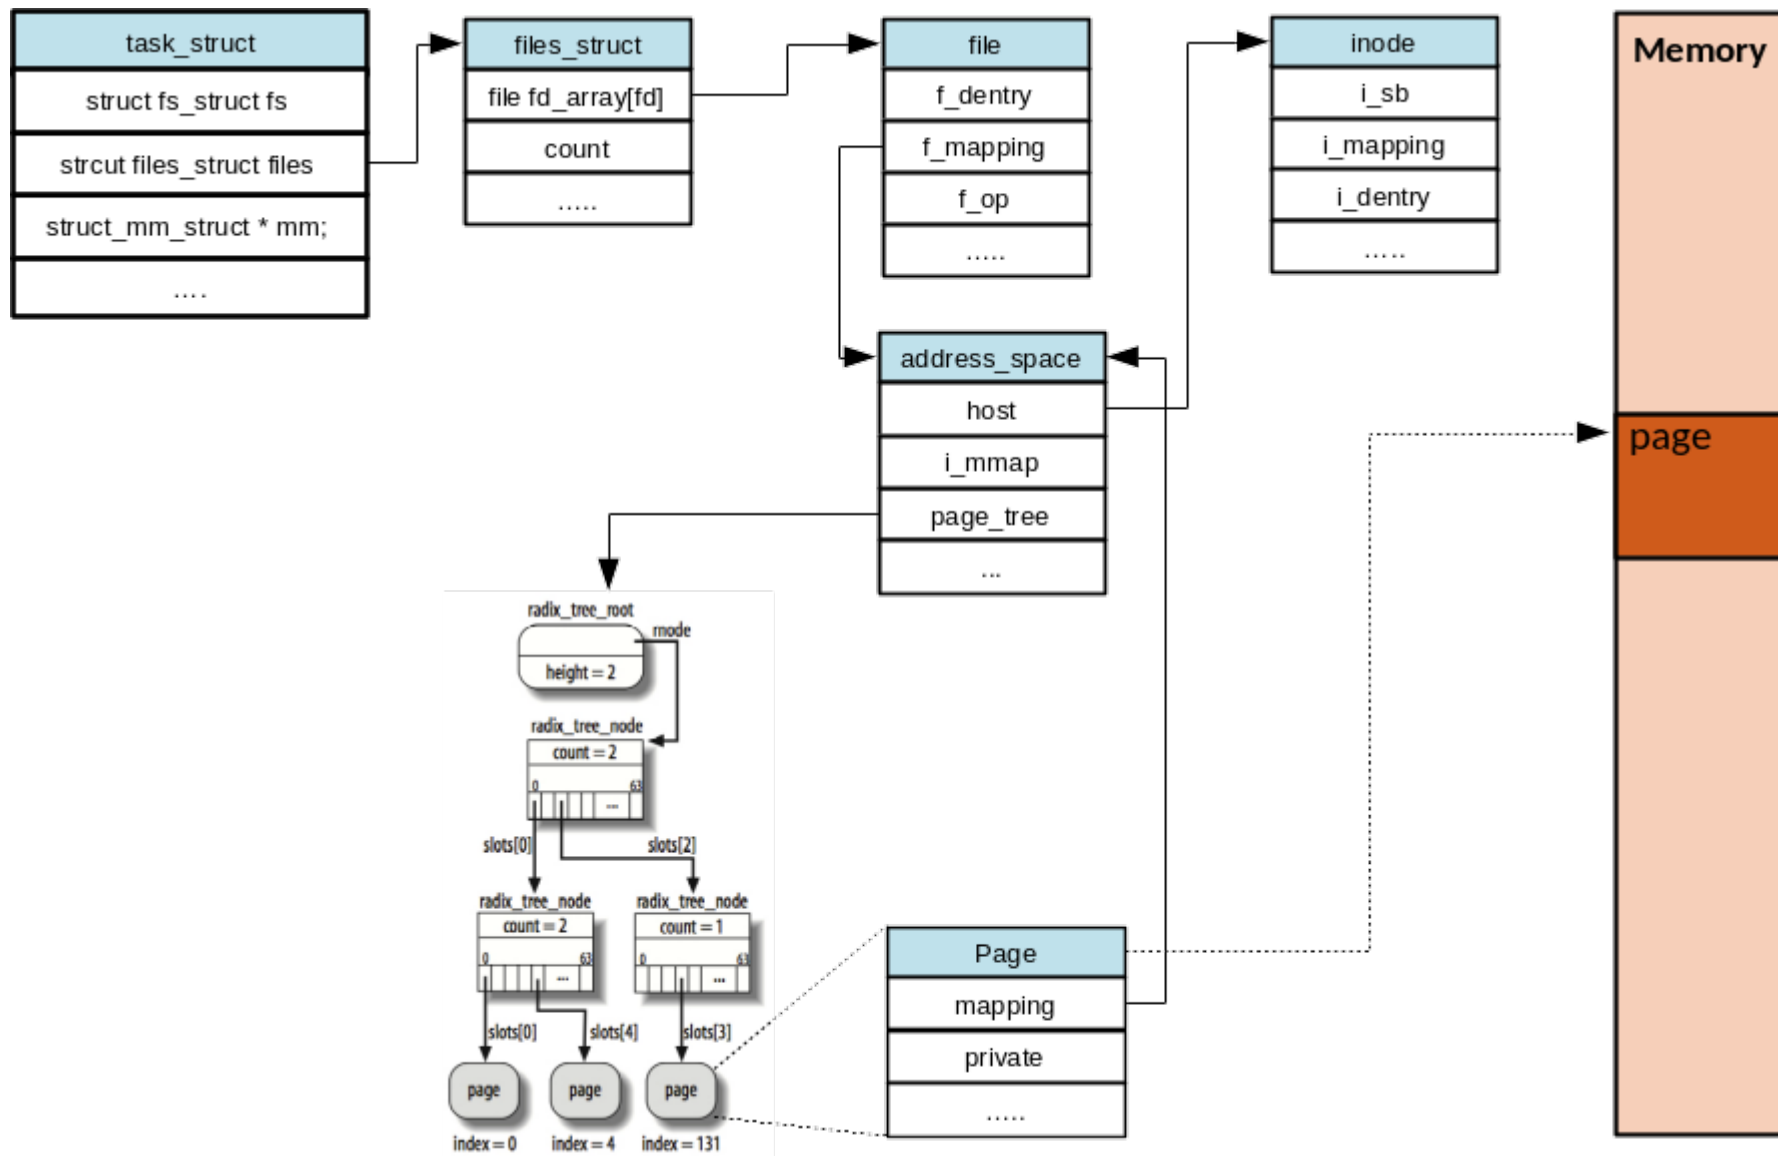 task_struct
struct fs_struct fs
strcut files_struct files
struct_mm_struct * mm;
....
files_struct
file fd_array[fd]
count
.....
file
f_dentry
f_mapping
f_op
.....
inode
i_sb
i_mapping
i_dentry
.....
Memory
page
address_space
host
i_mmap
page_tree
...
radix_tree_root
rnode
height = 2
radix_tree_node
count = 2
0 63
...
slots[0] slots[2]
radix_tree_node radix_tree_node
count = 2 count = 1
0 63 0 63
... ...
slots[0] slots[4] slots[3]
page page page
index = 0 index = 4 index = 131
Page
mapping
private
.....